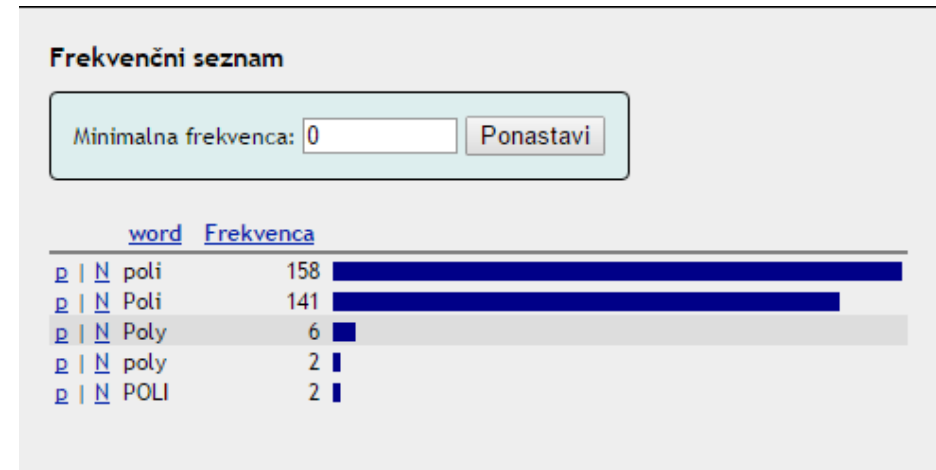 Frekvenčni seznam
Minimalna frekvenca: 0 Ponastavi
word Frekvenca
p | N poli 158
p | N Poli 141
p | N Poly 6
p | N poly 2
p | N POLI 2